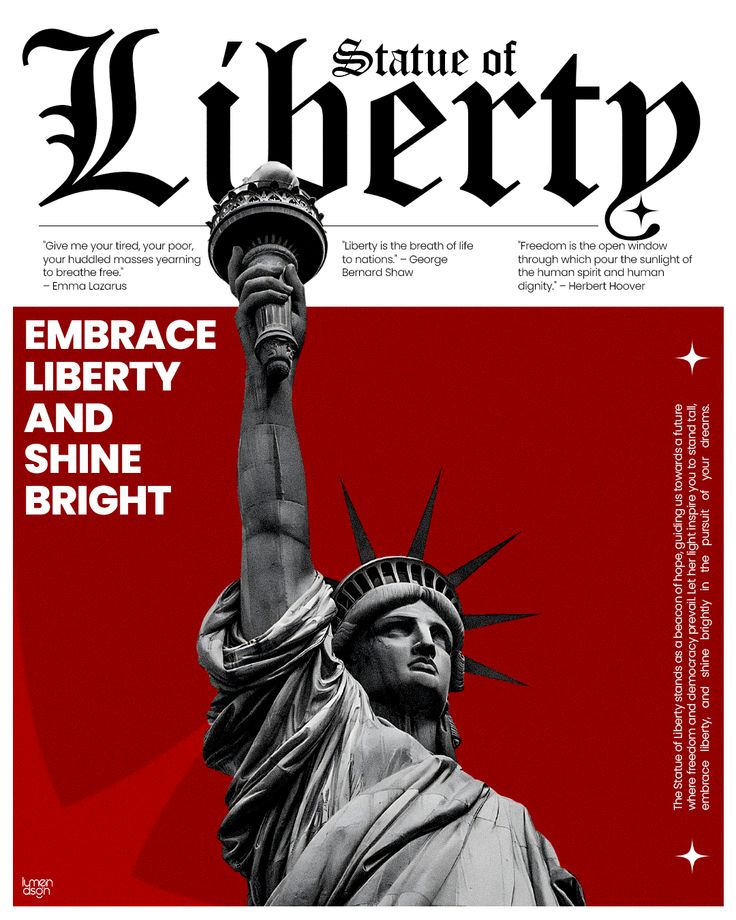 Statue of
Liberty
"Give me your tired, your poor,
your huddled masses yearning
to breathe free."
– Emma Lazarus
"Liberty is the breath of life
to nations." – George
Bernard Shaw
"Freedom is the open window
through which pour the sunlight of
the human spirit and human
dignity." – Herbert Hoover
EMBRACE
LIBERTY
AND
SHINE
BRIGHT
The Statue of Liberty stands as a beacon of hope, guiding us towards a future
where freedom and democracy prevail. Let her light inspire you to stand tall,
embrace liberty, and shine brightly in the pursuit of your dreams.
lumen
dsgn